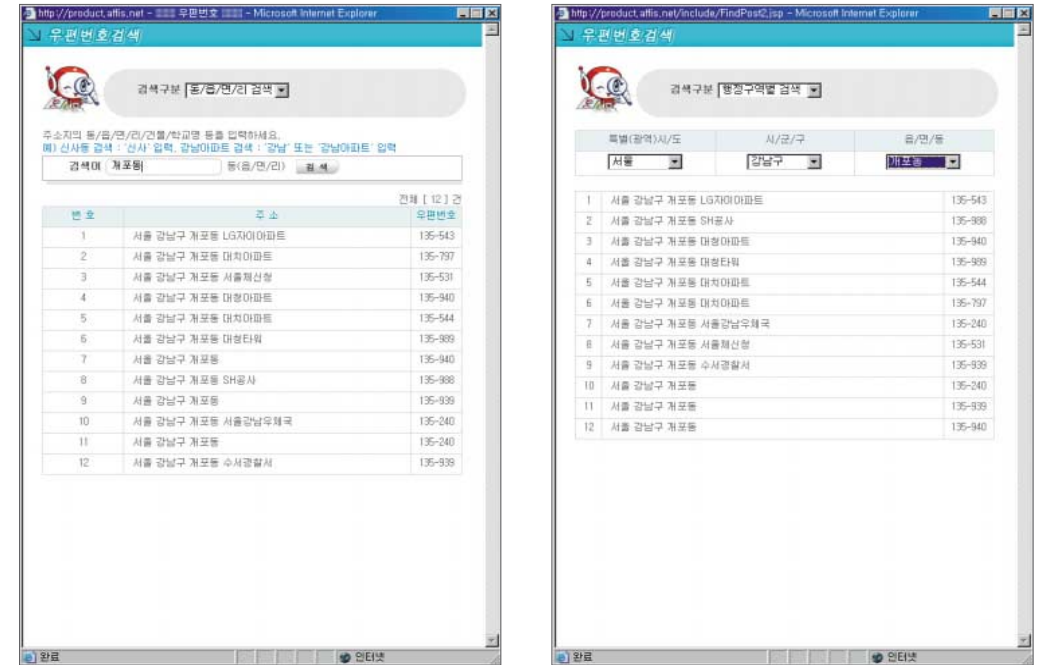 http://product.affis.net - 우편번호 - Microsoft Internet Explorer
우편번호검색
검색구분 동/읍/면/리 검색
주소지의 동/읍/면/리/건물/학교명 등을 입력하세요.
예) 신사동 검색 : '신사' 입력, 강남아파트 검색 : '강남' 또는 '강남아파트' 입력
검색어 개포동 동(읍/면/리) 검 색
전체 [ 12 ] 건
번 호 주 소 우편번호
1 서울 강남구 개포동 LG자이아파트 135-543
2 서울 강남구 개포동 대치아파트 135-797
3 서울 강남구 개포동 서울체신청 135-531
4 서울 강남구 개포동 대청아파트 135-940
5 서울 강남구 개포동 대치아파트 135-544
6 서울 강남구 개포동 대청타워 135-989
7 서울 강남구 개포동 135-940
8 서울 강남구 개포동 SH공사 135-988
9 서울 강남구 개포동 135-939
10 서울 강남구 개포동 서울강남우체국 135-240
11 서울 강남구 개포동 135-240
12 서울 강남구 개포동 수서경찰서 135-939
완료 인터넷
http://product.affis.net/include/FindPost2.jsp - Microsoft Internet Explorer
우편번호검색
검색구분 행정구역별 검색
특별(광역)시/도 시/군/구 읍/면/동
서울 강남구 개포동
1 서울 강남구 개포동 LG자이아파트 135-543
2 서울 강남구 개포동 SH공사 135-988
3 서울 강남구 개포동 대청아파트 135-940
4 서울 강남구 개포동 대청타워 135-989
5 서울 강남구 개포동 대치아파트 135-544
6 서울 강남구 개포동 대치아파트 135-797
7 서울 강남구 개포동 서울강남우체국 135-240
8 서울 강남구 개포동 서울체신청 135-531
9 서울 강남구 개포동 수서경찰서 135-939
10 서울 강남구 개포동 135-240
11 서울 강남구 개포동 135-939
12 서울 강남구 개포동 135-940
완료 인터넷